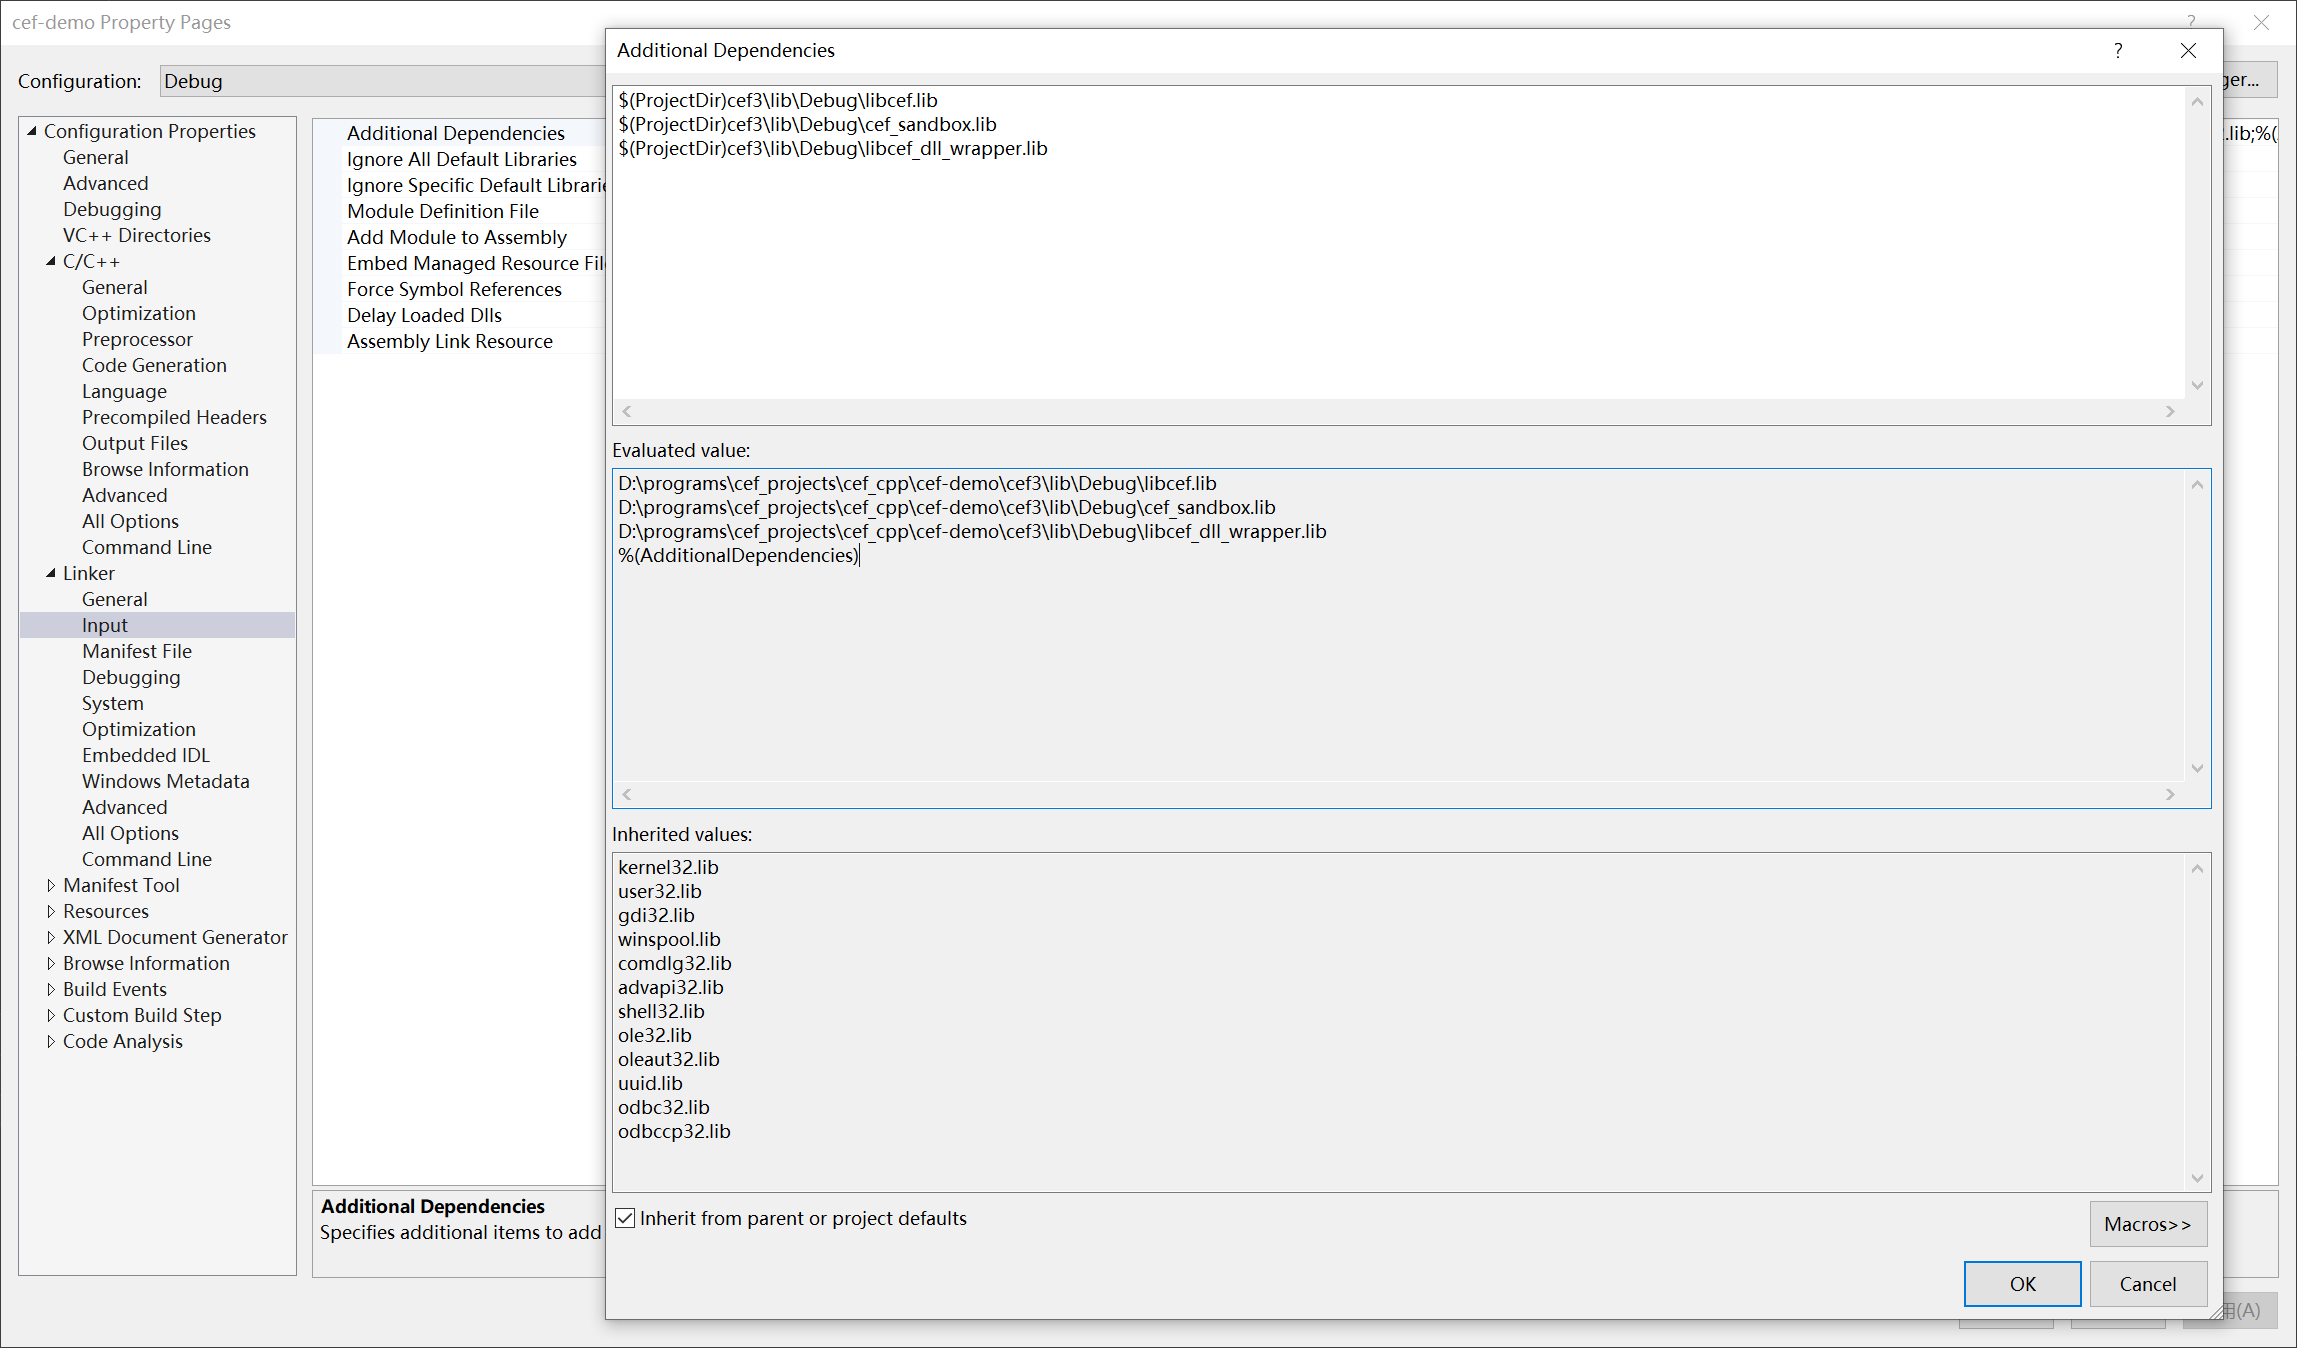 cef-demo Property Pages
Configuration:
Debug
Configuration Properties
General
Advanced
Debugging
VC++ Directories
C/C++
General
Optimization
Preprocessor
Code Generation
Language
Precompiled Headers
Output Files
Browse Information
Advanced
All Options
Command Line
Linker
General
Input
Manifest File
Debugging
System
Optimization
Embedded IDL
Windows Metadata
Advanced
All Options
Command Line
Manifest Tool
Resources
XML Document Generator
Browse Information
Build Events
Custom Build Step
Code Analysis
Additional Dependencies
Ignore All Default Libraries
Ignore Specific Default Librarie
Module Definition File
Add Module to Assembly
Embed Managed Resource Fil
Force Symbol References
Delay Loaded Dlls
Assembly Link Resource
Additional Dependencies
Specifies additional items to add
Additional Dependencies
?
$(ProjectDir)cef3\lib\Debug\libcef.lib
$(ProjectDir)cef3\lib\Debug\cef_sandbox.lib
$(ProjectDir)cef3\lib\Debug\libcef_dll_wrapper.lib
Evaluated value:
D:\programs\cef_projects\cef_cpp\cef-demo\cef3\lib\Debug\libcef.lib
D:\programs\cef_projects\cef_cpp\cef-demo\cef3\lib\Debug\cef_sandbox.lib
D:\programs\cef_projects\cef_cpp\cef-demo\cef3\lib\Debug\libcef_dll_wrapper.lib
%(AdditionalDependencies)
Inherited values:
kernel32.lib
user32.lib
gdi32.lib
winspool.lib
comdlg32.lib
advapi32.lib
shell32.lib
ole32.lib
oleaut32.lib
uuid.lib
odbc32.lib
odbccp32.lib
Inherit from parent or project defaults
Macros>>
OK
Cancel
ger...
.lib;%(
用(A)